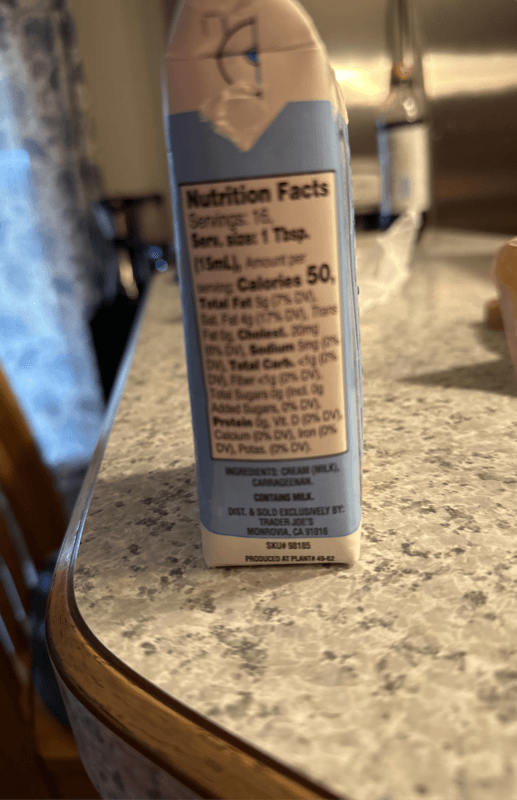 Nutrition Facts
Servings: 16,
Serv. size: 1 Tbsp.
(15mL), Amount per
serving: Calories 50,
Total Fat 5g (7% DV),
Sat. Fat 4g (17% DV), Trans
Fat 0g, Cholest. 20mg
(6% DV), Sodium 5mg (0%
DV), Total Carb. <1g (0%
DV), Fiber <1g (0% DV),
Total Sugars 0g (Incl. 0g
Added Sugars, 0% DV),
Protein 0g, Vit. D (0% DV),
Calcium (0% DV), Iron (0%
DV), Potas. (0% DV).
INGREDIENTS: CREAM (MILK),
CARRAGEENAN.
CONTAINS MILK.
DIST. & SOLD EXCLUSIVELY BY:
TRADER JOE'S
MONROVIA, CA 91016
SKU# 98185
PRODUCED AT PLANT# 49-62